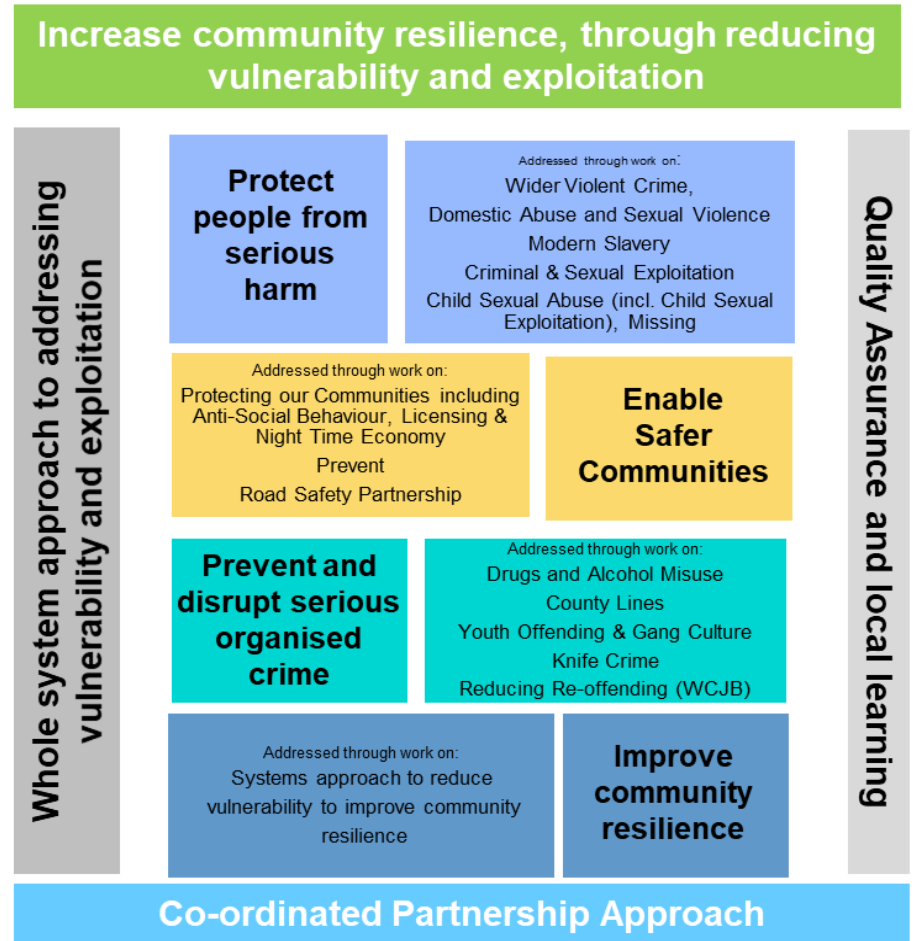 Increase community resilience, through reducing
vulnerability and exploitation
Whole system approach to addressing
vulnerability and exploitation
Protect
people from
serious
harm
Addressed through work on:
Wider Violent Crime,
Domestic Abuse and Sexual Violence
Modern Slavery
Criminal & Sexual Exploitation
Child Sexual Abuse (incl. Child Sexual
Exploitation), Missing
Addressed through work on:
Protecting our Communities including
Anti-Social Behaviour, Licensing &
Night Time Economy
Prevent
Road Safety Partnership
Enable
Safer
Communities
Prevent and
disrupt serious
organised
crime
Addressed through work on:
Drugs and Alcohol Misuse
County Lines
Youth Offending & Gang Culture
Knife Crime
Reducing Re-offending (WCJB)
Addressed through work on:
Systems approach to reduce
vulnerability to improve community
resilience
Improve
community
resilience
Quality Assurance and local learning
Co-ordinated Partnership Approach